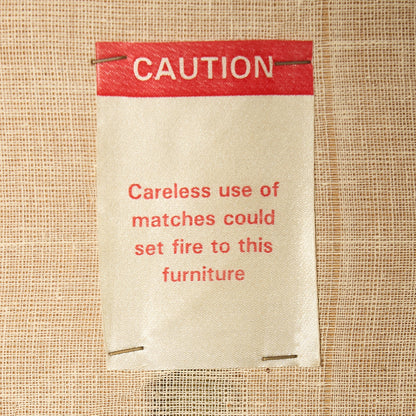 CAUTION
Careless use of
matches could
set fire to this
furniture